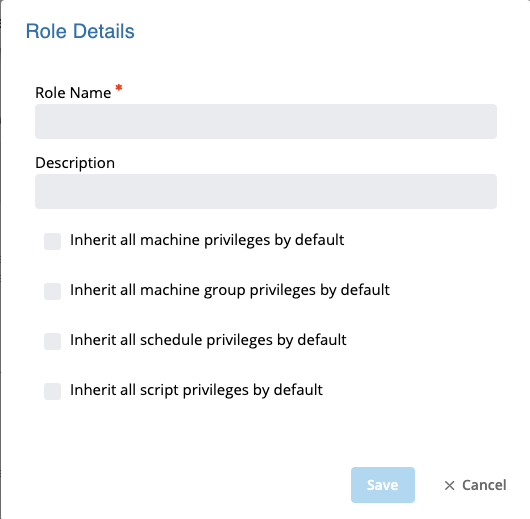 Role Details
Role Name *
Description
Inherit all machine privileges by default
Inherit all machine group privileges by default
Inherit all schedule privileges by default
Inherit all script privileges by default
Save × Cancel